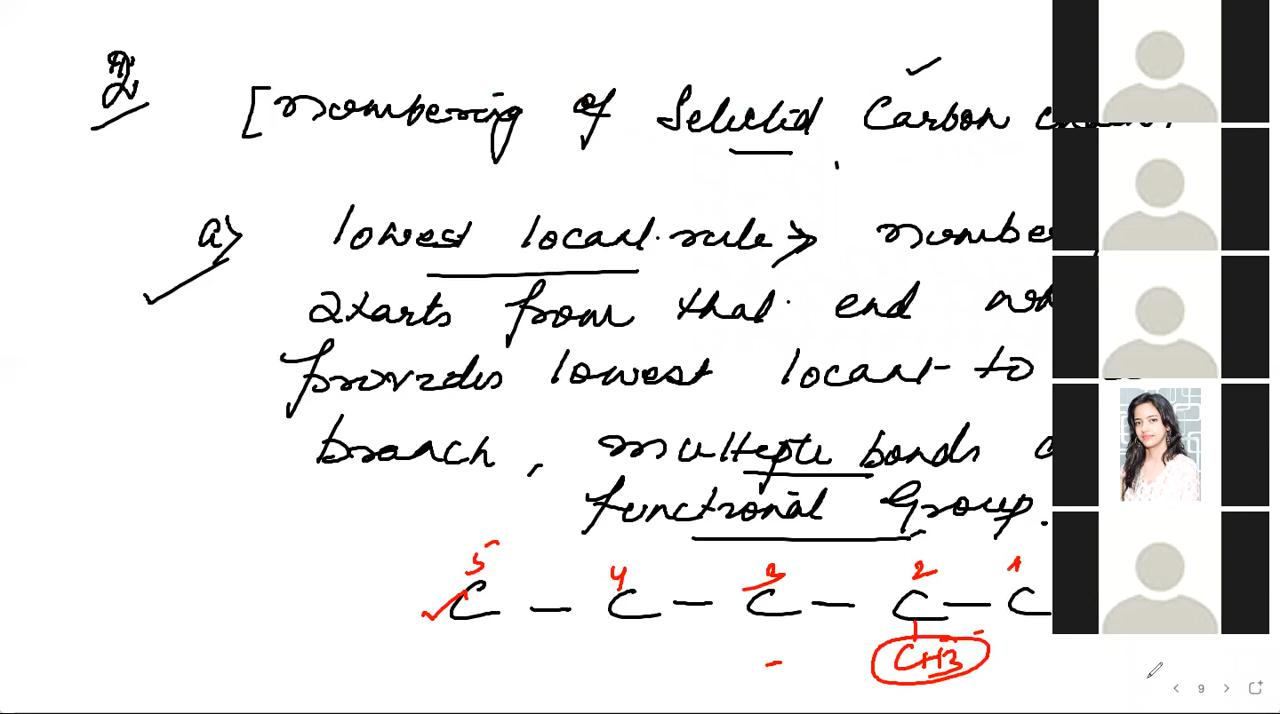 [Numbering of Selected Carbon
a) lowest locant rule → number
starts from that end
provides lowest locant to
branch, multiple bonds
functional Group.
5 4 3 2 1
C - C - C - C - C
CH3
9